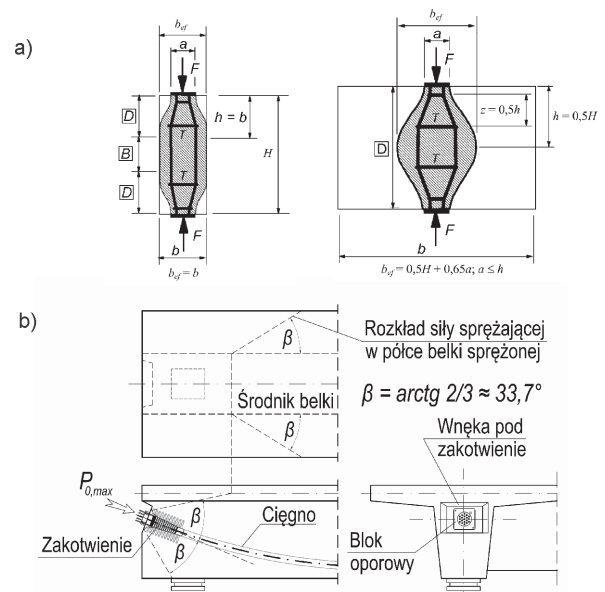 a)
b_ef
a
F
D
B
D
h = b
H
T
T
F
b
b_ef = b
b_ef
a
F
z = 0,5h
h = 0,5H
D
T
T
F
b
b_ef = 0,5H + 0,65a; a ≤ h
b)
β
Rozkład siły sprężającej
w półce belki sprężonej
Środnik belki
β = arctg 2/3 ≈ 33,7°
β
Wnęka pod
zakotwienie
P_0,max
Cięgno
β
β
Zakotwienie
Blok
oporowy